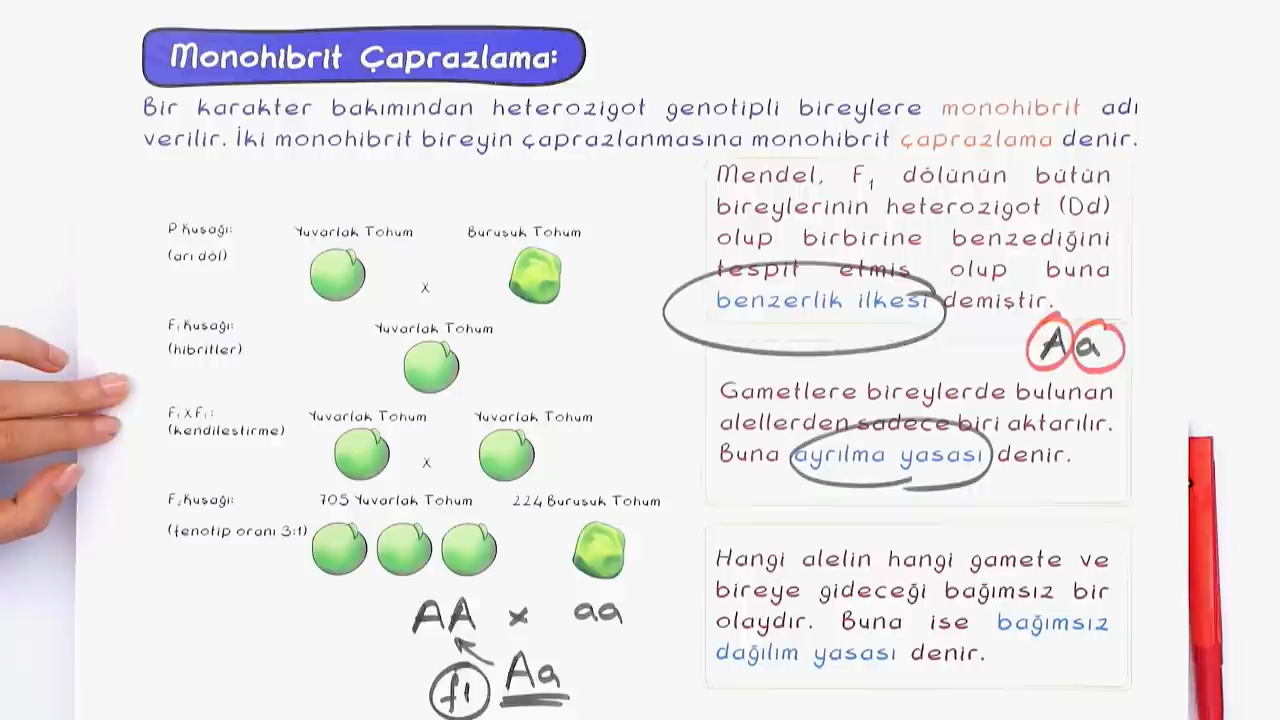 Monohibrit Çaprazlama:
Bir karakter bakımından heterozigot genotipli bireylere monohibrit adı
verilir. İki monohibrit bireyin çaprazlanmasına monohibrit çaprazlama denir.
P Kuşağı:
(arı döl)
Yuvarlak Tohum
Buruşuk Tohum
x
F₁ Kuşağı:
(hibritler)
Yuvarlak Tohum
F₁ x F₁:
(kendileştirme)
Yuvarlak Tohum
Yuvarlak Tohum
x
F₂ Kuşağı:
(fenotip oranı 3:1)
705 Yuvarlak Tohum
224 Buruşuk Tohum
AA x aa
f1
Aa
Mendel, F₁ dölünün bütün
bireylerinin heterozigot (Dd)
olup birbirine benzediğini
tespit etmiş olup buna
benzerlik ilkesi demiştir.
Aa
Gametlere bireylerde bulunan
alellerden sadece biri aktarılır.
Buna ayrılma yasası denir.
Hangi alelin hangi gamete ve
bireye gideceği bağımsız bir
olaydır. Buna ise bağımsız
dağılım yasası denir.